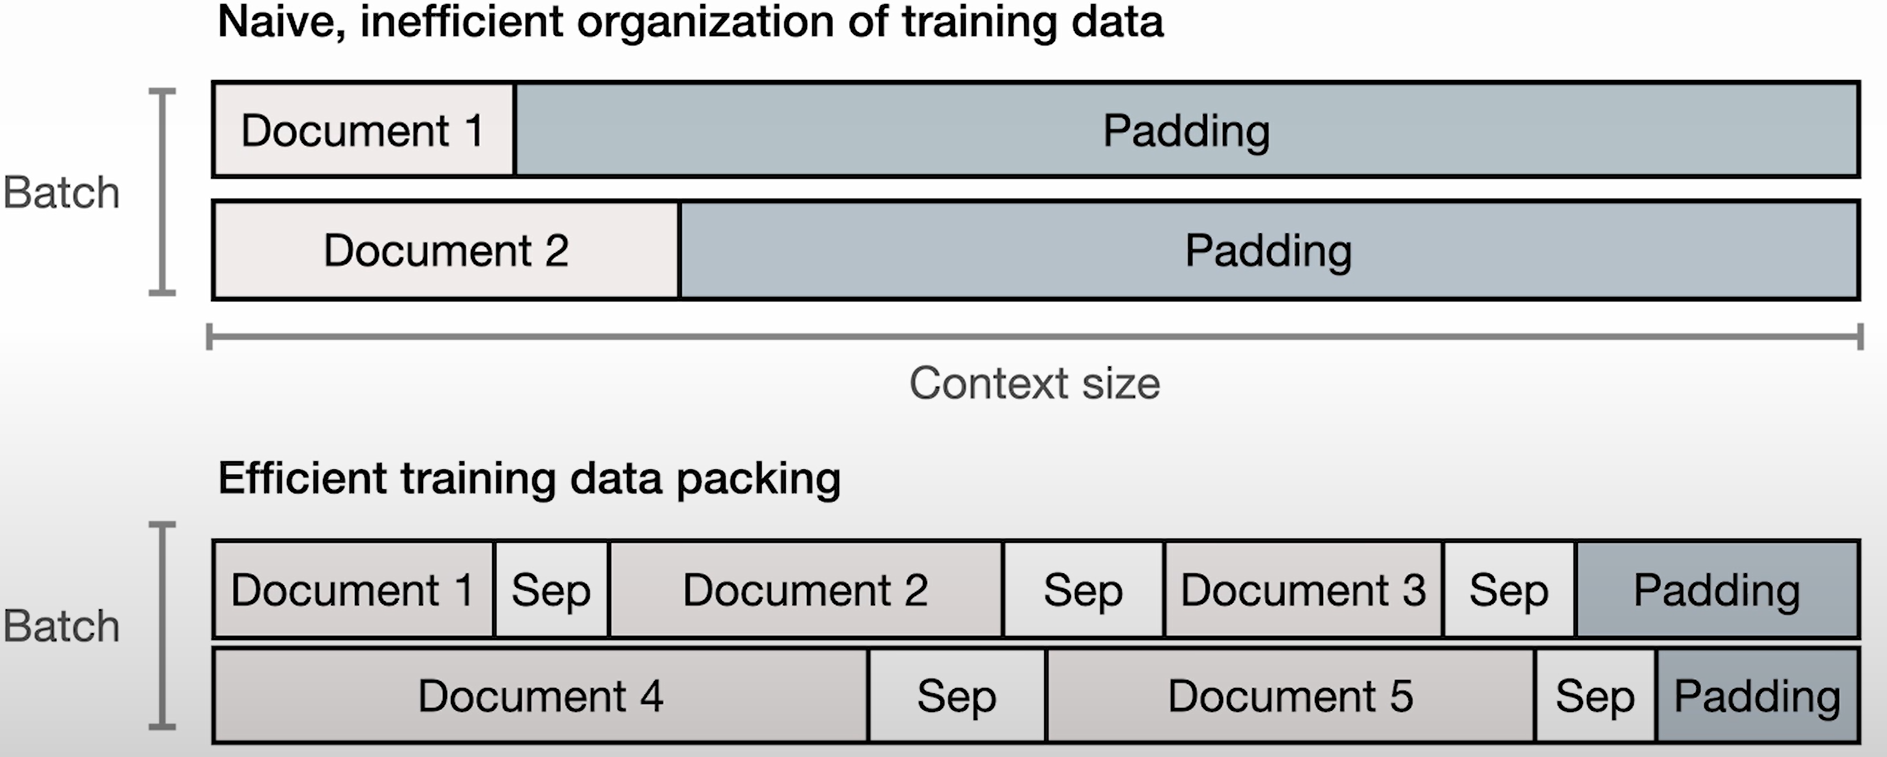 Naive, inefficient organization of training data
Document 1 Padding
Batch
Document 2 Padding
Context size
Efficient training data packing
Document 1 Sep Document 2 Sep Document 3 Sep Padding
Batch
Document 4 Sep Document 5 Sep Padding